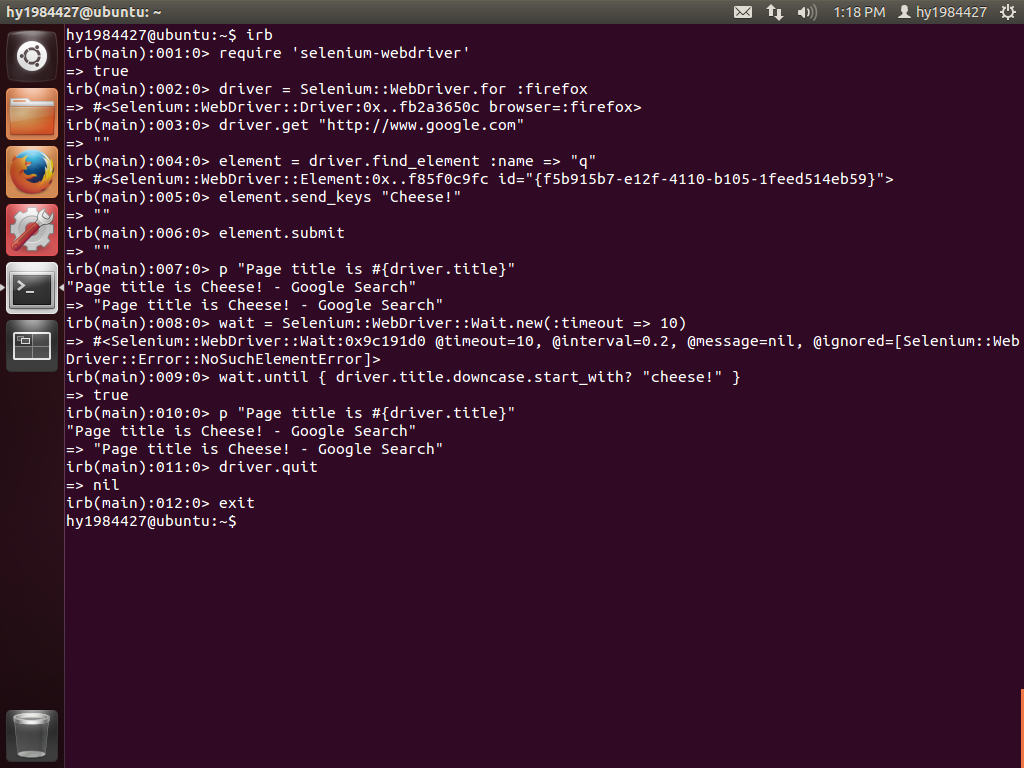 hy1984427@ubuntu: ~
1:18 PM
hy1984427
hy1984427@ubuntu:~$ irb
irb(main):001:0> require 'selenium-webdriver'
=> true
irb(main):002:0> driver = Selenium::WebDriver.for :firefox
=> #<Selenium::WebDriver::Driver:0x..fb2a3650c browser=:firefox>
irb(main):003:0> driver.get "http://www.google.com"
=> ""
irb(main):004:0> element = driver.find_element :name => "q"
=> #<Selenium::WebDriver::Element:0x..f85f0c9fc id="{f5b915b7-e12f-4110-b105-1feed514eb59}">
irb(main):005:0> element.send_keys "Cheese!"
=> ""
irb(main):006:0> element.submit
=> ""
irb(main):007:0> p "Page title is #{driver.title}"
"Page title is Cheese! - Google Search"
=> "Page title is Cheese! - Google Search"
irb(main):008:0> wait = Selenium::WebDriver::Wait.new(:timeout => 10)
=> #<Selenium::WebDriver::Wait:0x9c191d0 @timeout=10, @interval=0.2, @message=nil, @ignored=[Selenium::Web
Driver::Error::NoSuchElementError]>
irb(main):009:0> wait.until { driver.title.downcase.start_with? "cheese!" }
=> true
irb(main):010:0> p "Page title is #{driver.title}"
"Page title is Cheese! - Google Search"
=> "Page title is Cheese! - Google Search"
irb(main):011:0> driver.quit
=> nil
irb(main):012:0> exit
hy1984427@ubuntu:~$